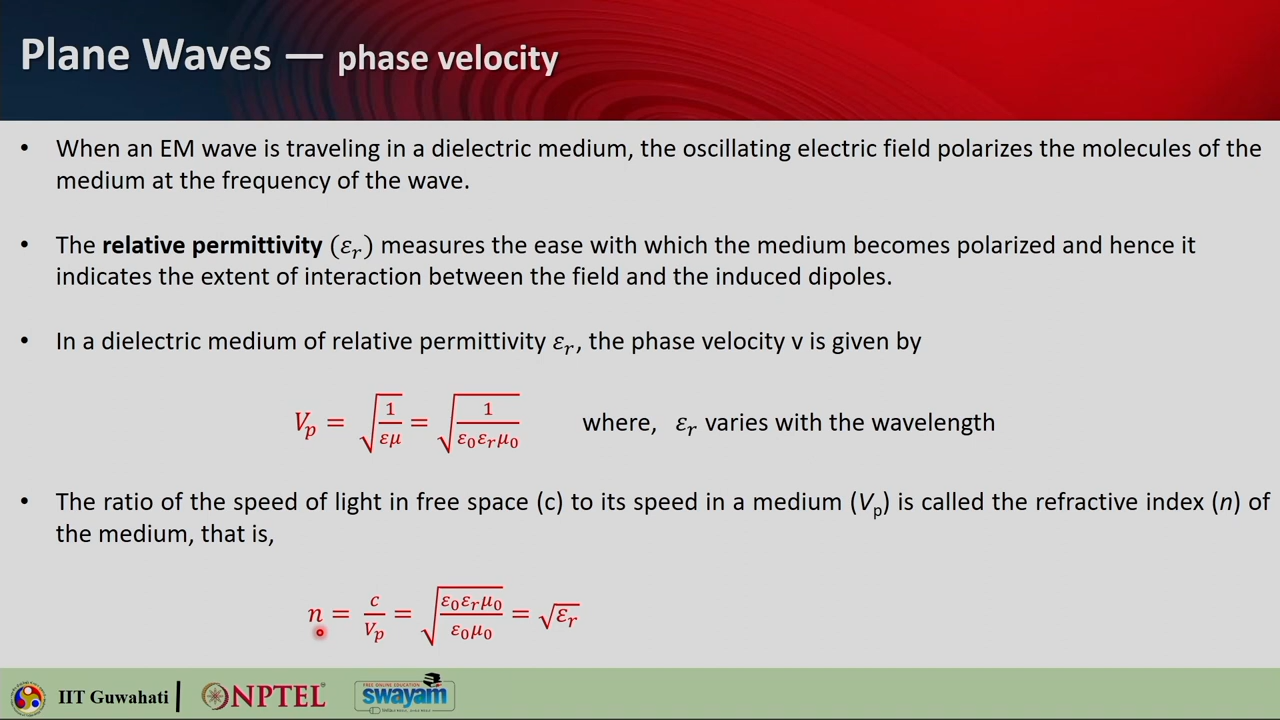 Plane Waves — phase velocity
• When an EM wave is traveling in a dielectric medium, the oscillating electric field polarizes the molecules of the
medium at the frequency of the wave.
• The relative permittivity (εᵣ) measures the ease with which the medium becomes polarized and hence it
indicates the extent of interaction between the field and the induced dipoles.
• In a dielectric medium of relative permittivity εᵣ, the phase velocity v is given by
Vₚ = √(1/(εμ)) = √(1/(ε₀εᵣμ₀)) where, εᵣ varies with the wavelength
• The ratio of the speed of light in free space (c) to its speed in a medium (Vₚ) is called the refractive index (n) of
the medium, that is,
n = c/Vₚ = √(ε₀εᵣμ₀/(ε₀μ₀)) = √εᵣ
IIT Guwahati | NPTEL
FREE ONLINE EDUCATION
swayam